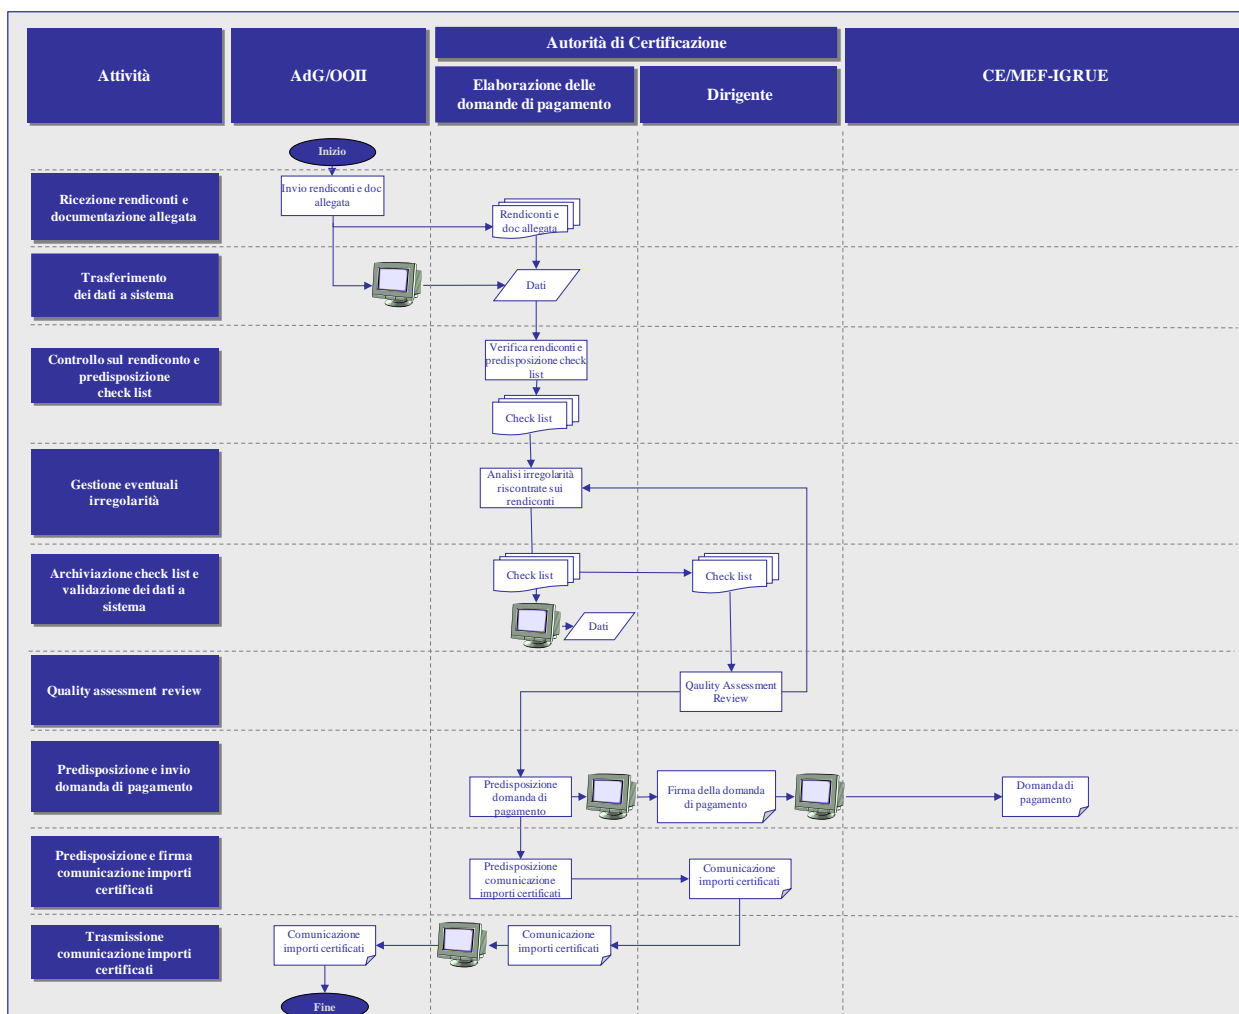 Attività
AdG/OOII
Autorità di Certificazione
Elaborazione delle
domande di pagamento
Dirigente
CE/MEF-IGRUE
Inizio
Ricezione rendiconti e
documentazione allegata
Invio rendiconti e doc
allegata
Rendiconti e
doc allegata
Trasferimento
dei dati a sistema
Dati
Controllo sul rendiconto e
predisposizione
check list
Verifica rendiconti e
predisposizione check
list
Check list
Gestione eventuali
irregolarità
Analisi irregolarità
riscontrate sui
rendiconti
Archiviazione check list e
validazione dei dati a
sistema
Check list
Check list
Dati
Quality assessment review
Qaulity Assessment
Review
Predisposizione e invio
domanda di pagamento
Predisposizione
domanda di
pagamento
Firma della domanda
di pagamento
Domanda di
pagamento
Predisposizione e firma
comunicazione importi
certificati
Predisposizione
comunicazione
importi certificati
Comunicazione
importi certificati
Trasmissione
comunicazione importi
certificati
Comunicazione
importi certificati
Comunicazione
importi certificati
Fine